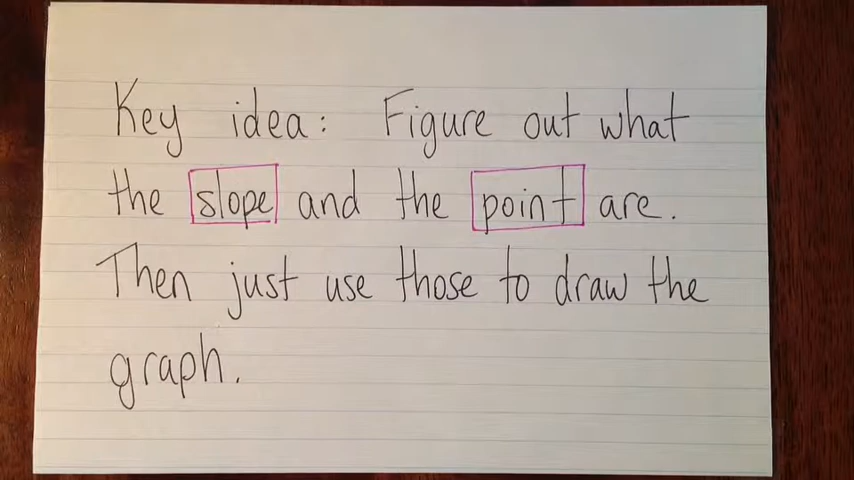 Key idea: Figure out what
the slope and the point are.
Then just use those to draw the
graph.